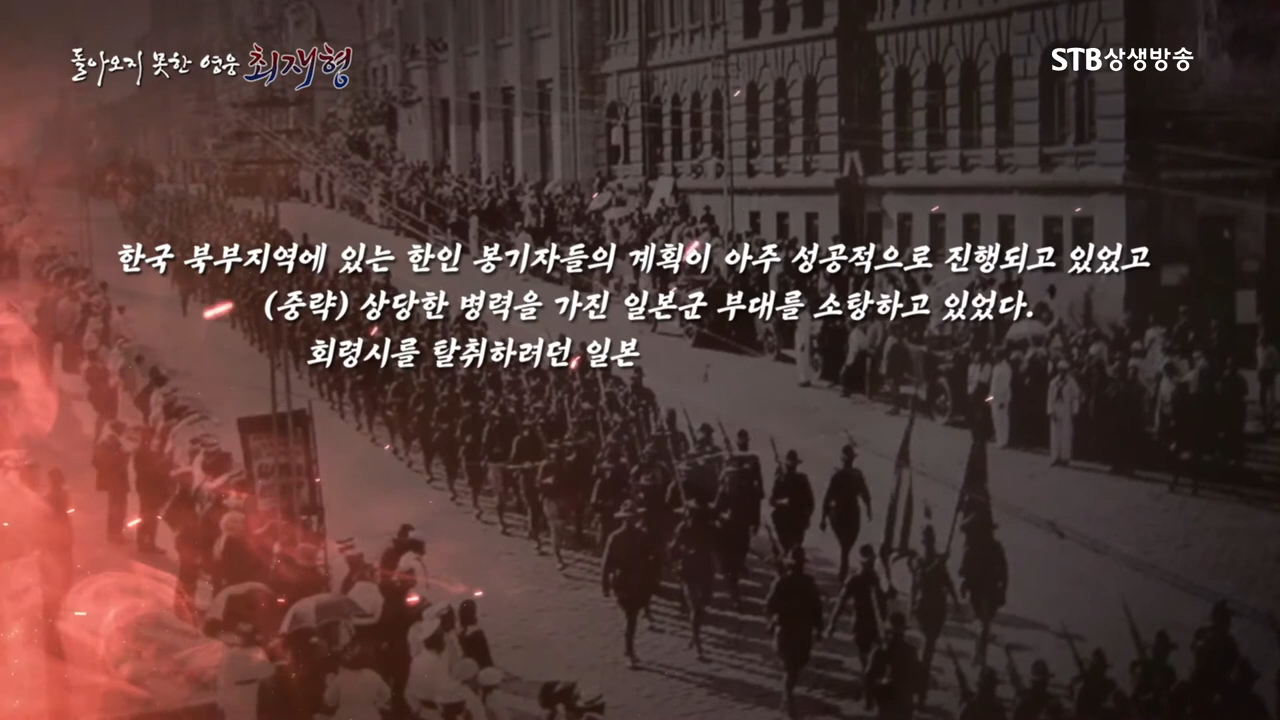 돌아오지 못한 영웅 최재형
STB상생방송
한국 북부지역에 있는 한인 봉기자들의 계획이 아주 성공적으로 진행되고 있었고
(중략) 상당한 병력을 가진 일본군 부대를 소탕하고 있었다.
회령시를 탈취하려던 일본